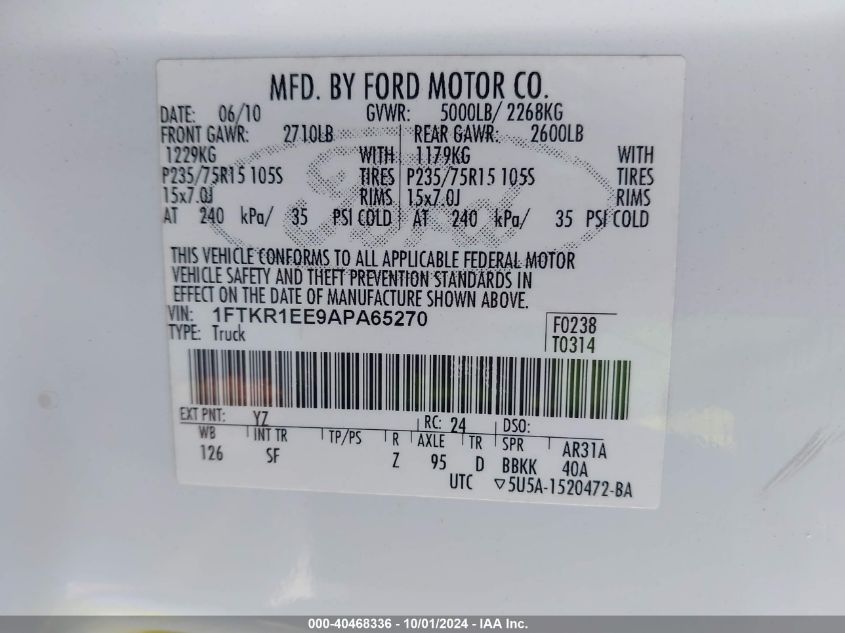 MFD. BY FORD MOTOR CO.
DATE: 06/10 GVWR: 5000LB/ 2268KG
FRONT GAWR: 2710LB REAR GAWR: 2600LB
1229KG WITH 1179KG WITH
P235/75R15 105S TIRES P235/75R15 105S TIRES
15x7.0J RIMS 15x7.0J RIMS
AT 240 kPa/ 35 PSI COLD AT 240 kPa/ 35 PSI COLD
THIS VEHICLE CONFORMS TO ALL APPLICABLE FEDERAL MOTOR
VEHICLE SAFETY AND THEFT PREVENTION STANDARDS IN
EFFECT ON THE DATE OF MANUFACTURE SHOWN ABOVE.
VIN: 1FTKR1EE9APA65270 F0238
TYPE: Truck T0314
EXT PNT: YZ RC: 24 DSO:
WB INT TR TP/PS R AXLE TR SPR AR31A
126 SF Z 95 D BBKK 40A
UTC ▽5U5A-1520472-BA
Ford
000-40468336 - 10/01/2024 - IAA Inc.